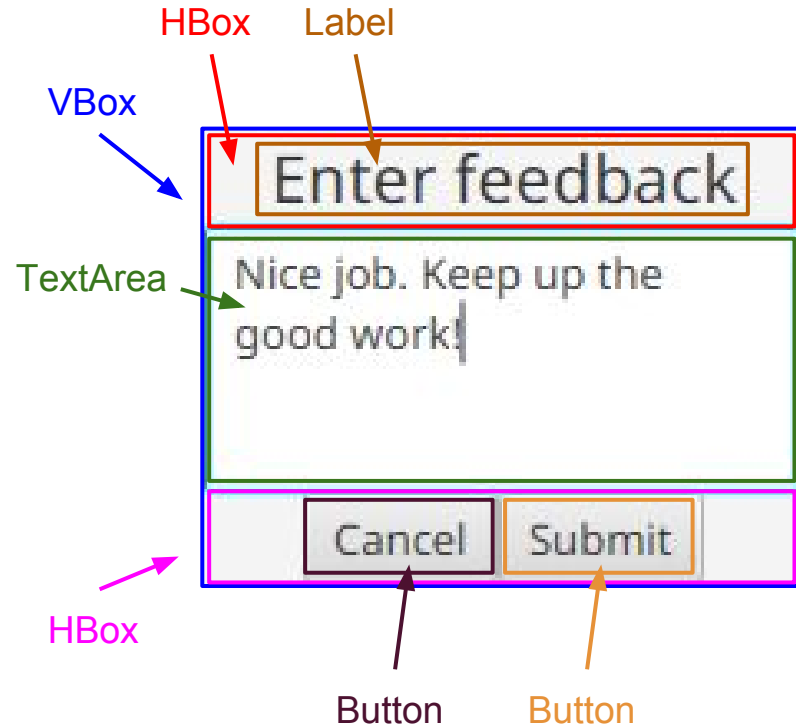 HBox Label
VBox
Enter feedback
TextArea
Nice job. Keep up the
good work!
Cancel Submit
HBox
Button Button